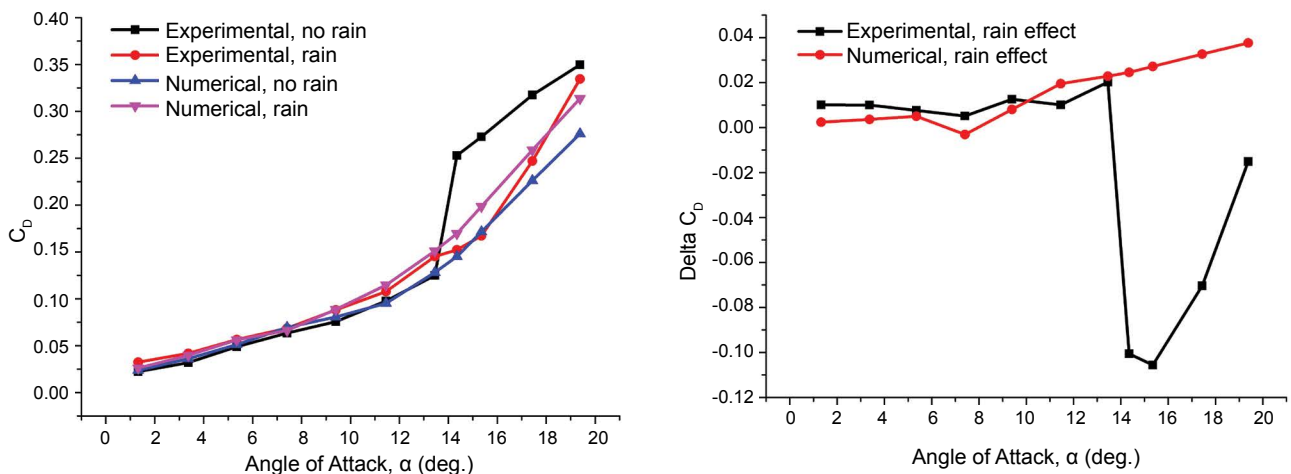 0.40
0.35
0.30
0.25
0.20
0.15
0.10
0.05
0.00
C_D
Experimental, no rain
Experimental, rain
Numerical, no rain
Numerical, rain
0 2 4 6 8 10 12 14 16 18 20
Angle of Attack, α (deg.)
0.04
0.02
0.00
-0.02
-0.04
-0.06
-0.08
-0.10
-0.12
Delta C_D
Experimental, rain effect
Numerical, rain effect
0 2 4 6 8 10 12 14 16 18 20
Angle of Attack, α (deg.)